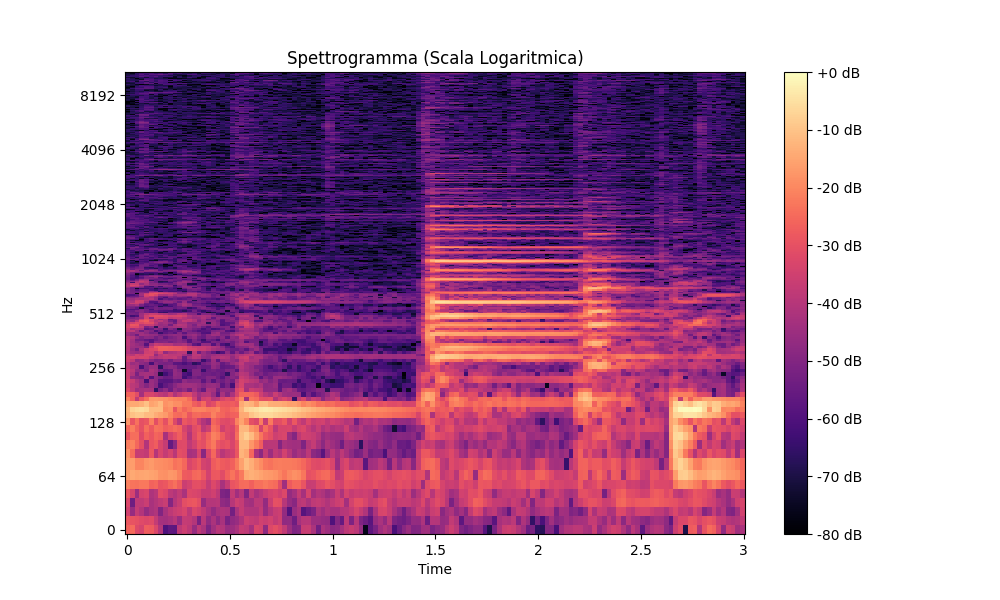 Spettrogramma (Scala Logaritmica)
8192
4096
2048
1024
512
256
128
64
0
Hz
0
0.5
1
1.5
2
2.5
3
Time
+0 dB
-10 dB
-20 dB
-30 dB
-40 dB
-50 dB
-60 dB
-70 dB
-80 dB